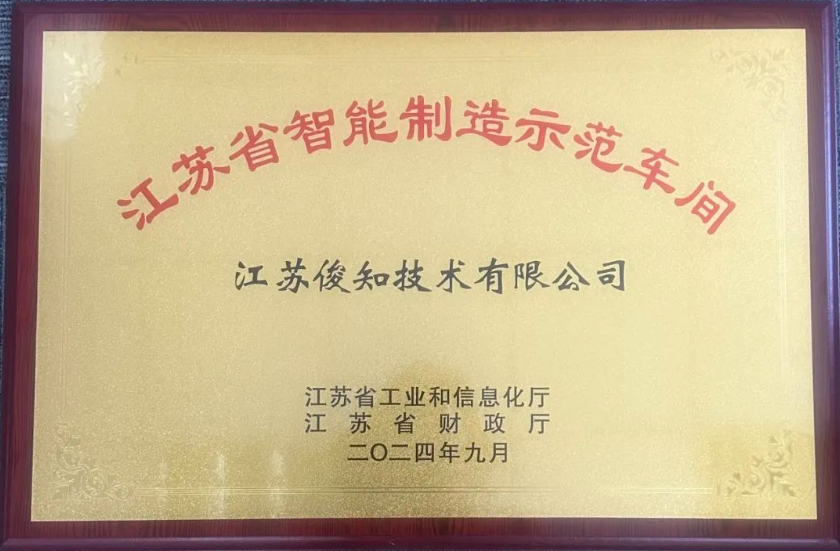 江苏省智能制造示范车间
江苏俊知技术有限公司
江苏省工业和信息化厅
江苏省财政厅
二〇二四年九月